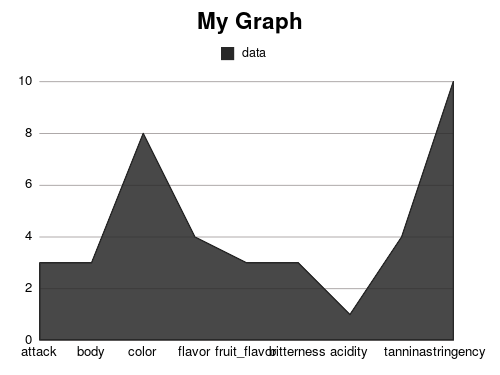 My Graph
data
10
8
6
4
2
0
attack body color flavor fruit_flavor bitterness acidity tannin astringency